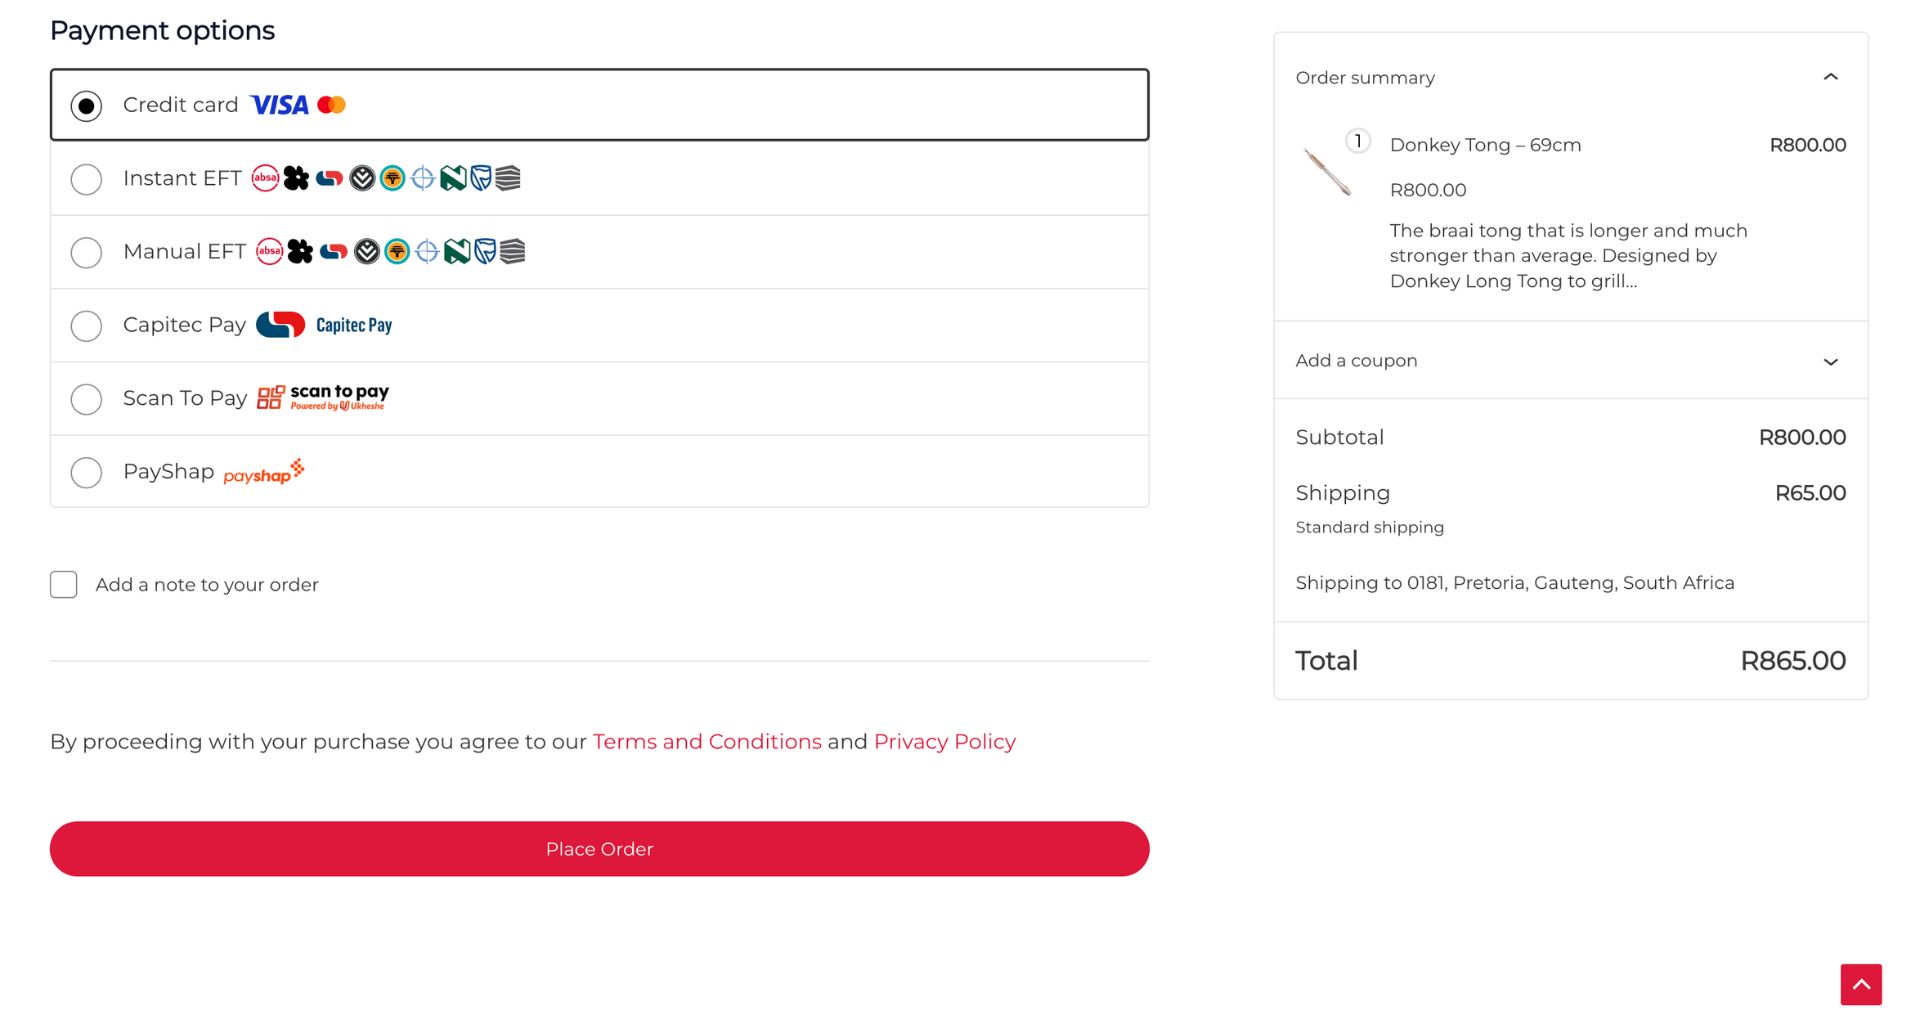 Payment options
Credit card VISA
Instant EFT absa
Manual EFT absa
Capitec Pay Capitec Pay
Scan To Pay scan to pay
Powered by Ukheshe
PayShap payshap
Add a note to your order
By proceeding with your purchase you agree to our Terms and Conditions and Privacy Policy
Place Order
Order summary
1
Donkey Tong – 69cm R800.00
R800.00
The braai tong that is longer and much
stronger than average. Designed by
Donkey Long Tong to grill…
Add a coupon
Subtotal R800.00
Shipping R65.00
Standard shipping
Shipping to 0181, Pretoria, Gauteng, South Africa
Total R865.00